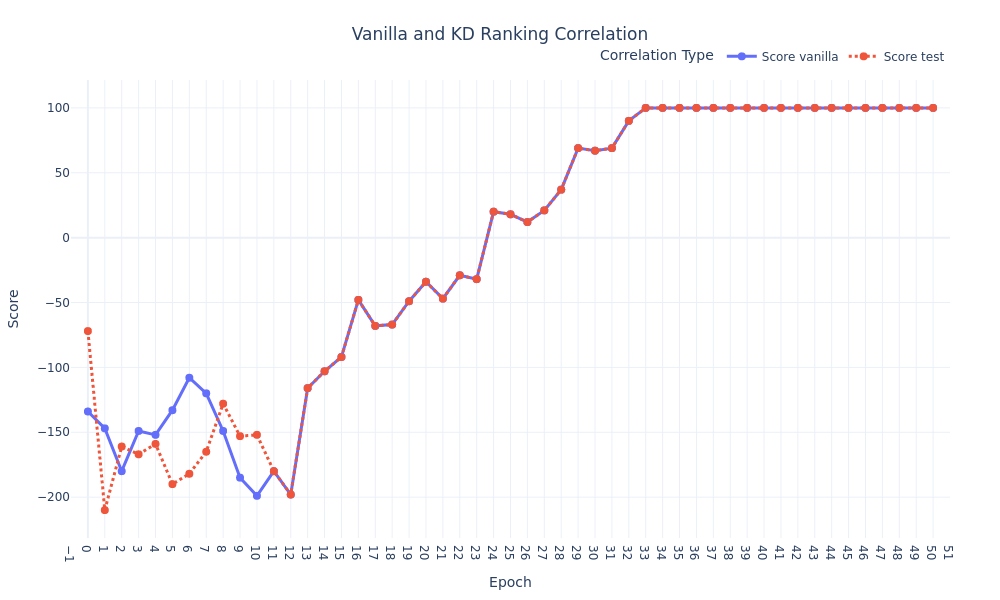 Vanilla and KD Ranking Correlation
Correlation Type Score vanilla Score test
100
50
0
−50
−100
−150
−200
Score
−1 0 1 2 3 4 5 6 7 8 9 10 11 12 13 14 15 16 17 18 19 20 21 22 23 24 25 26 27 28 29 30 31 32 33 34 35 36 37 38 39 40 41 42 43 44 45 46 47 48 49 50 51
Epoch